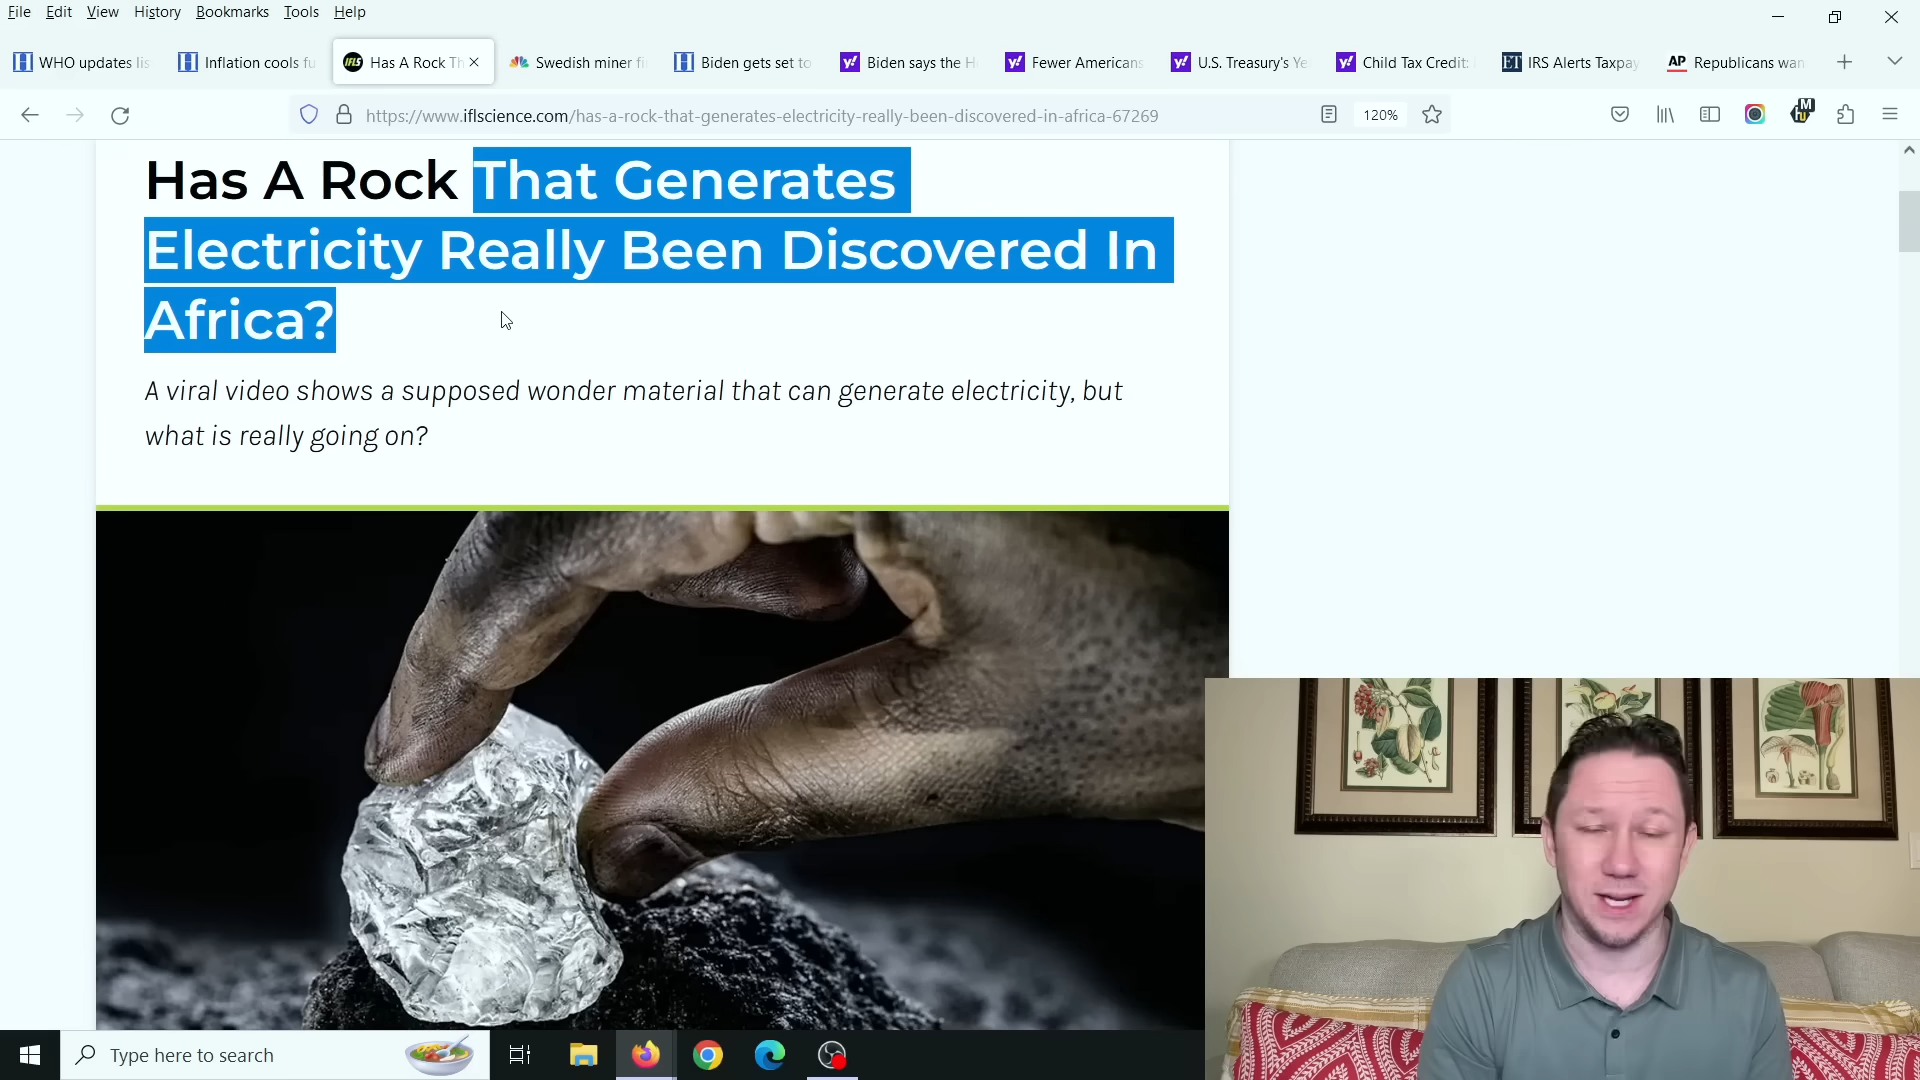 File Edit View History Bookmarks Tools Help
WHO updates lis
Inflation cools fu
Has A Rock Th
Swedish miner fi
Biden gets set to
Biden says the H
Fewer Americans
U.S. Treasury's Ye
Child Tax Credit:
IRS Alerts Taxpay
Republicans wan
https://www.iflscience.com/has-a-rock-that-generates-electricity-really-been-discovered-in-africa-67269
120%
Has A Rock That Generates
Electricity Really Been Discovered In
Africa?
A viral video shows a supposed wonder material that can generate electricity, but
what is really going on?
Type here to search